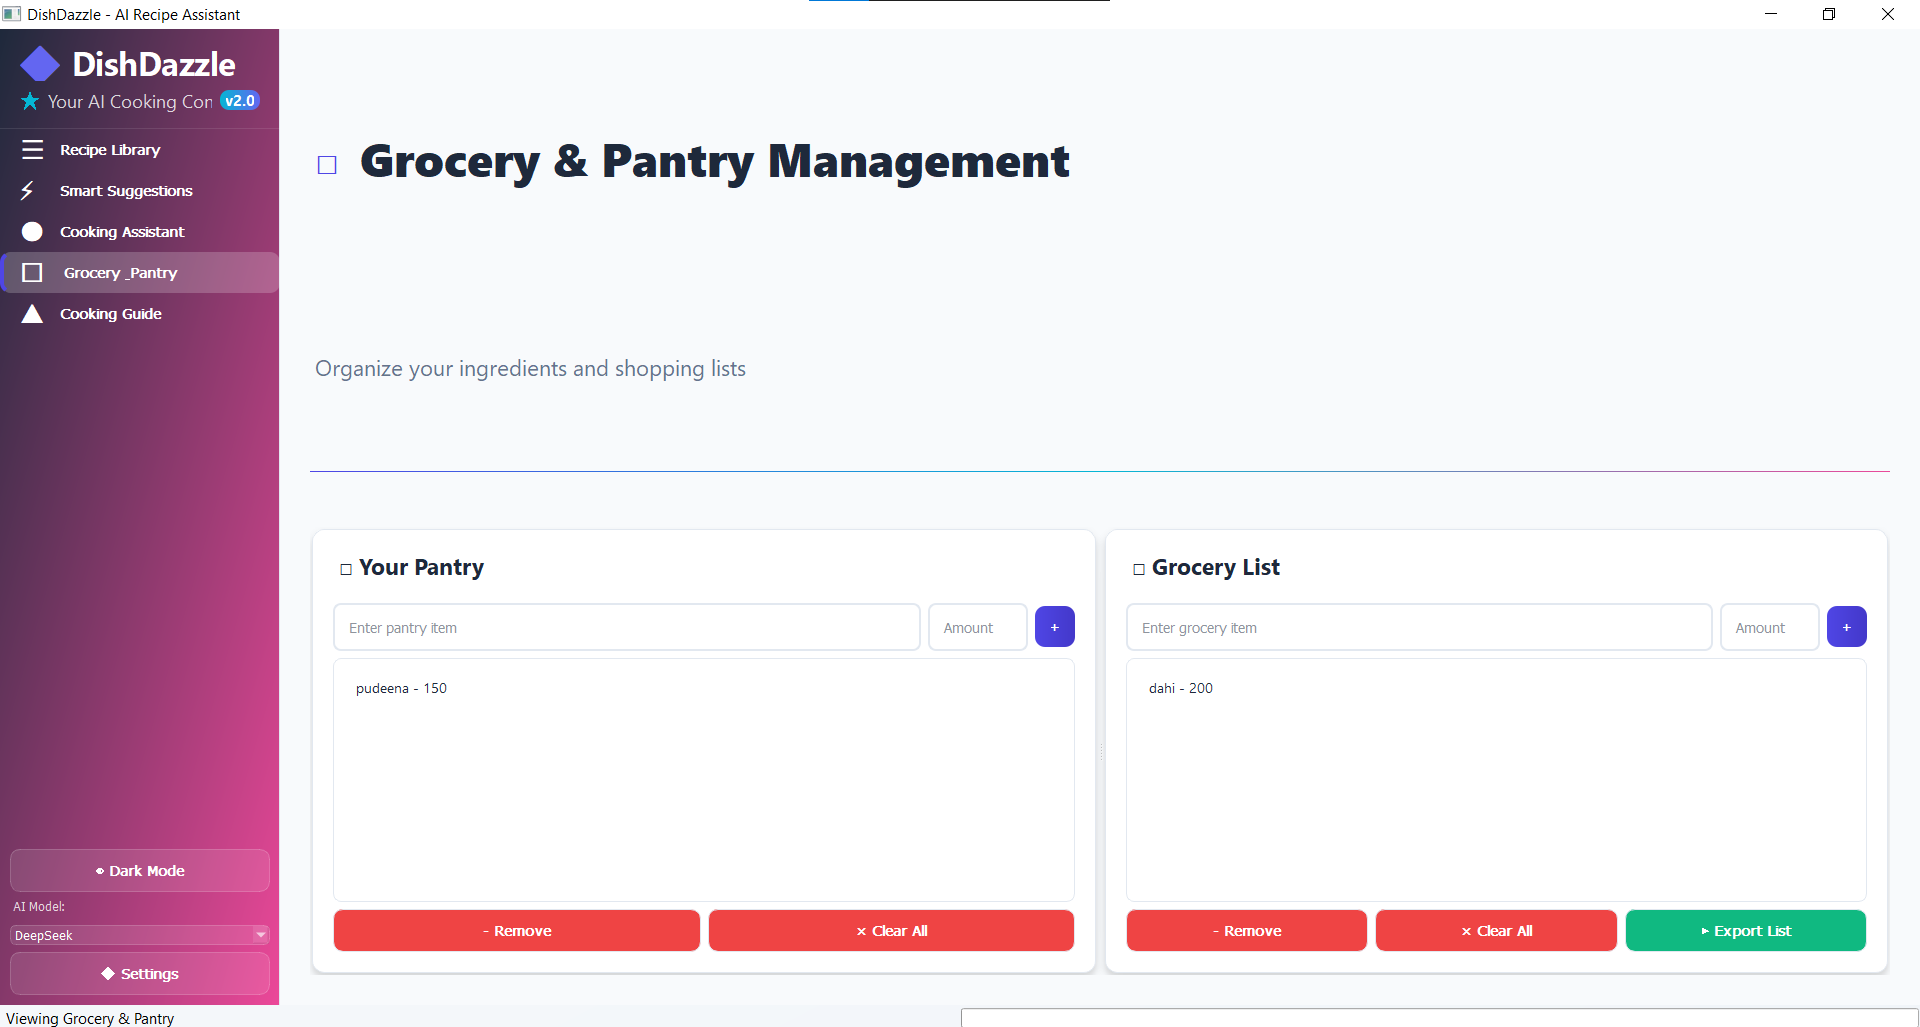 DishDazzle - AI Recipe Assistant
DishDazzle
Your AI Cooking Con v2.0
Recipe Library
Smart Suggestions
Cooking Assistant
Grocery _Pantry
Cooking Guide
Dark Mode
AI Model:
DeepSeek
Settings
Grocery & Pantry Management
Organize your ingredients and shopping lists
Your Pantry
Enter pantry item Amount +
pudeena - 150
- Remove × Clear All
Grocery List
Enter grocery item Amount +
dahi - 200
- Remove × Clear All Export List
Viewing Grocery & Pantry